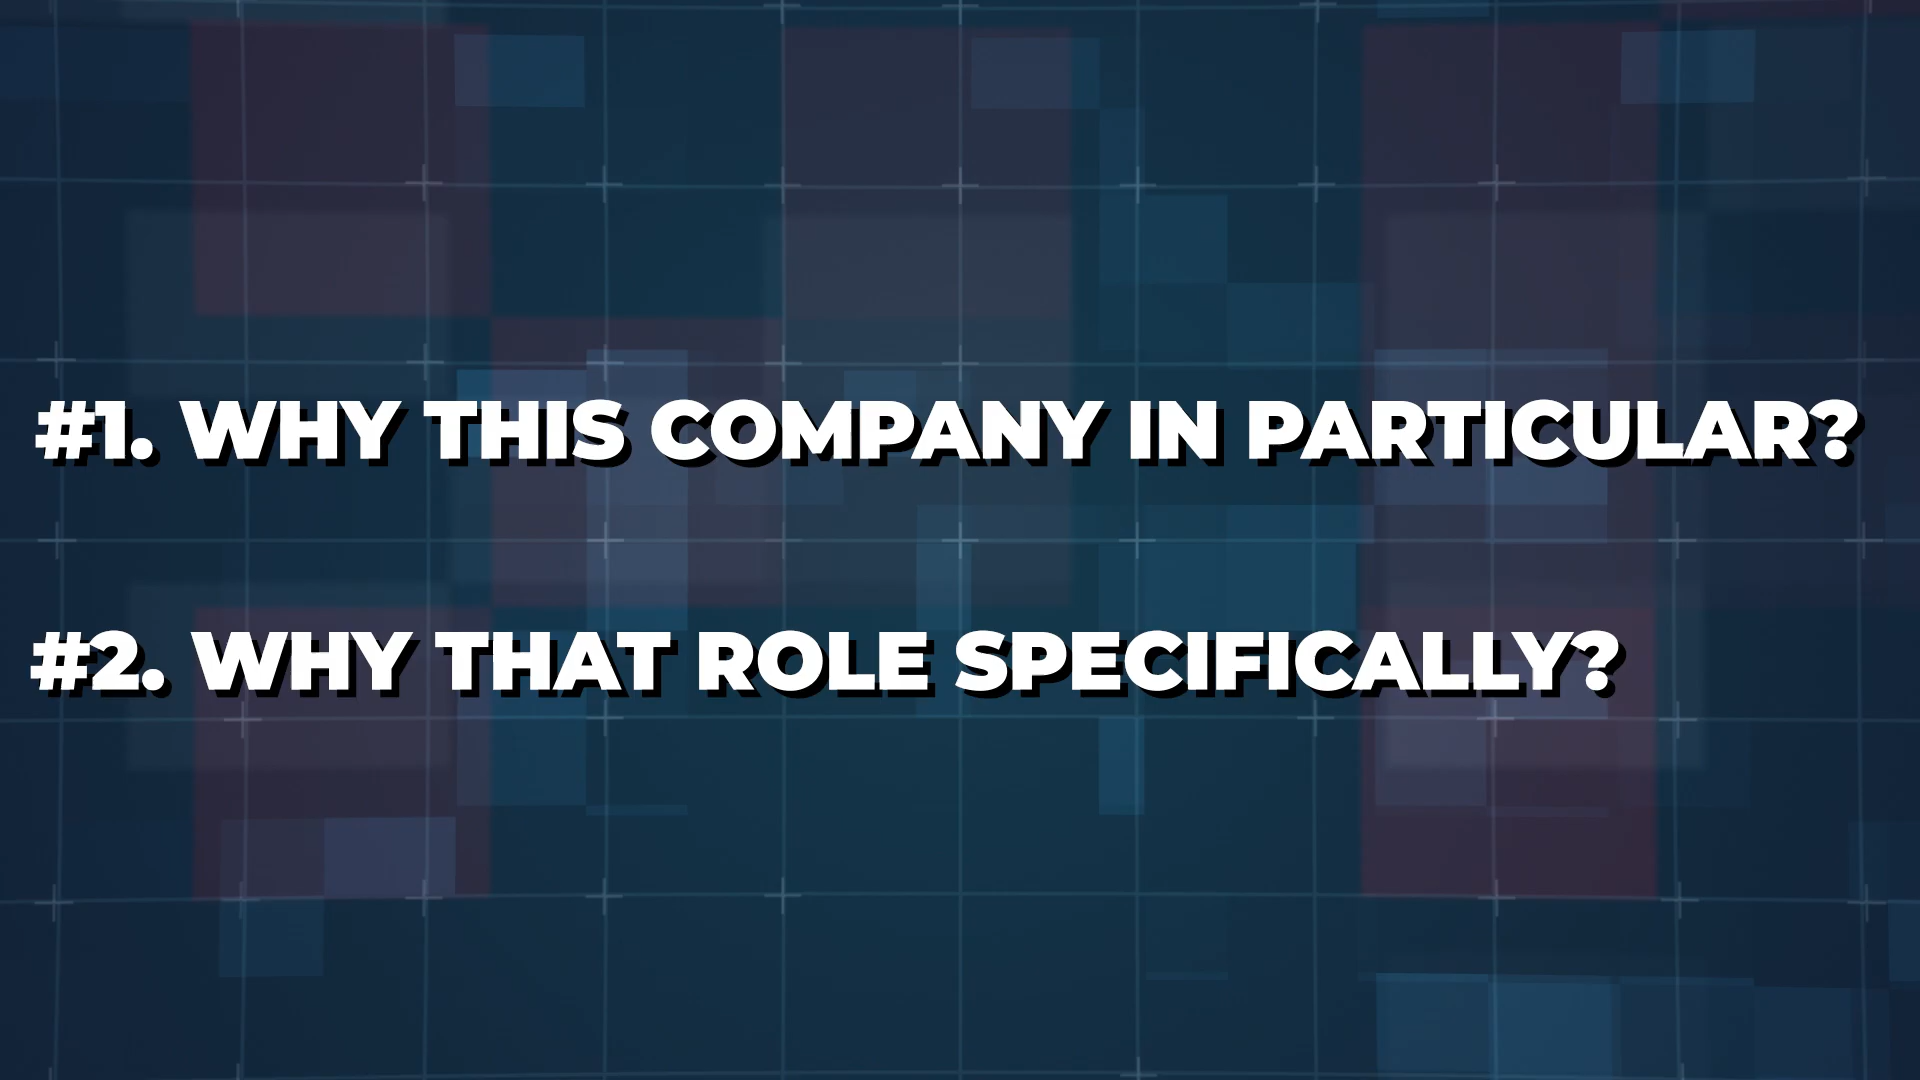 #1. WHY THIS COMPANY IN PARTICULAR?
#2. WHY THAT ROLE SPECIFICALLY?